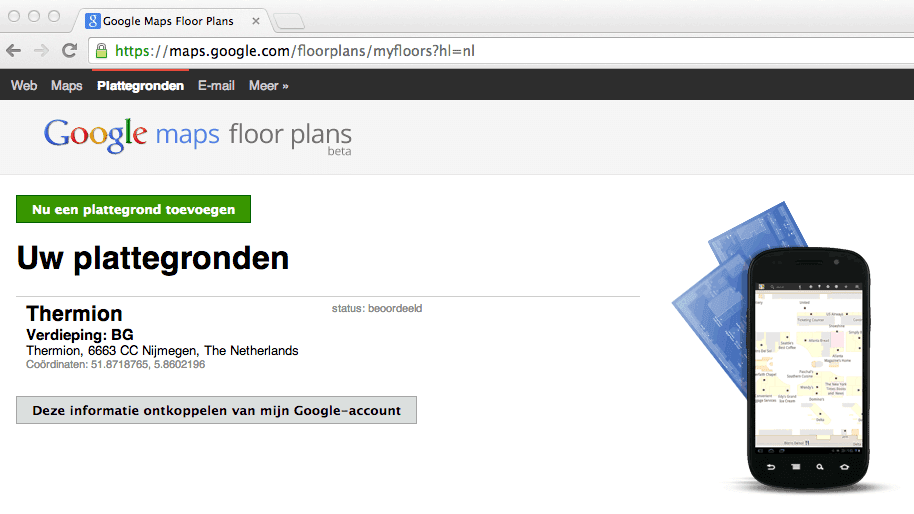 Google Maps Floor Plans
https://maps.google.com/floorplans/myfloors?hl=nl
Web Maps Plattegronden E-mail Meer »
Google maps floor plans
beta
Nu een plattegrond toevoegen
Uw plattegronden
Thermion
status: beoordeeld
Verdieping: BG
Thermion, 6663 CC Nijmegen, The Netherlands
Coördinaten: 51.8718765, 5.8602196
Deze informatie ontkoppelen van mijn Google-account